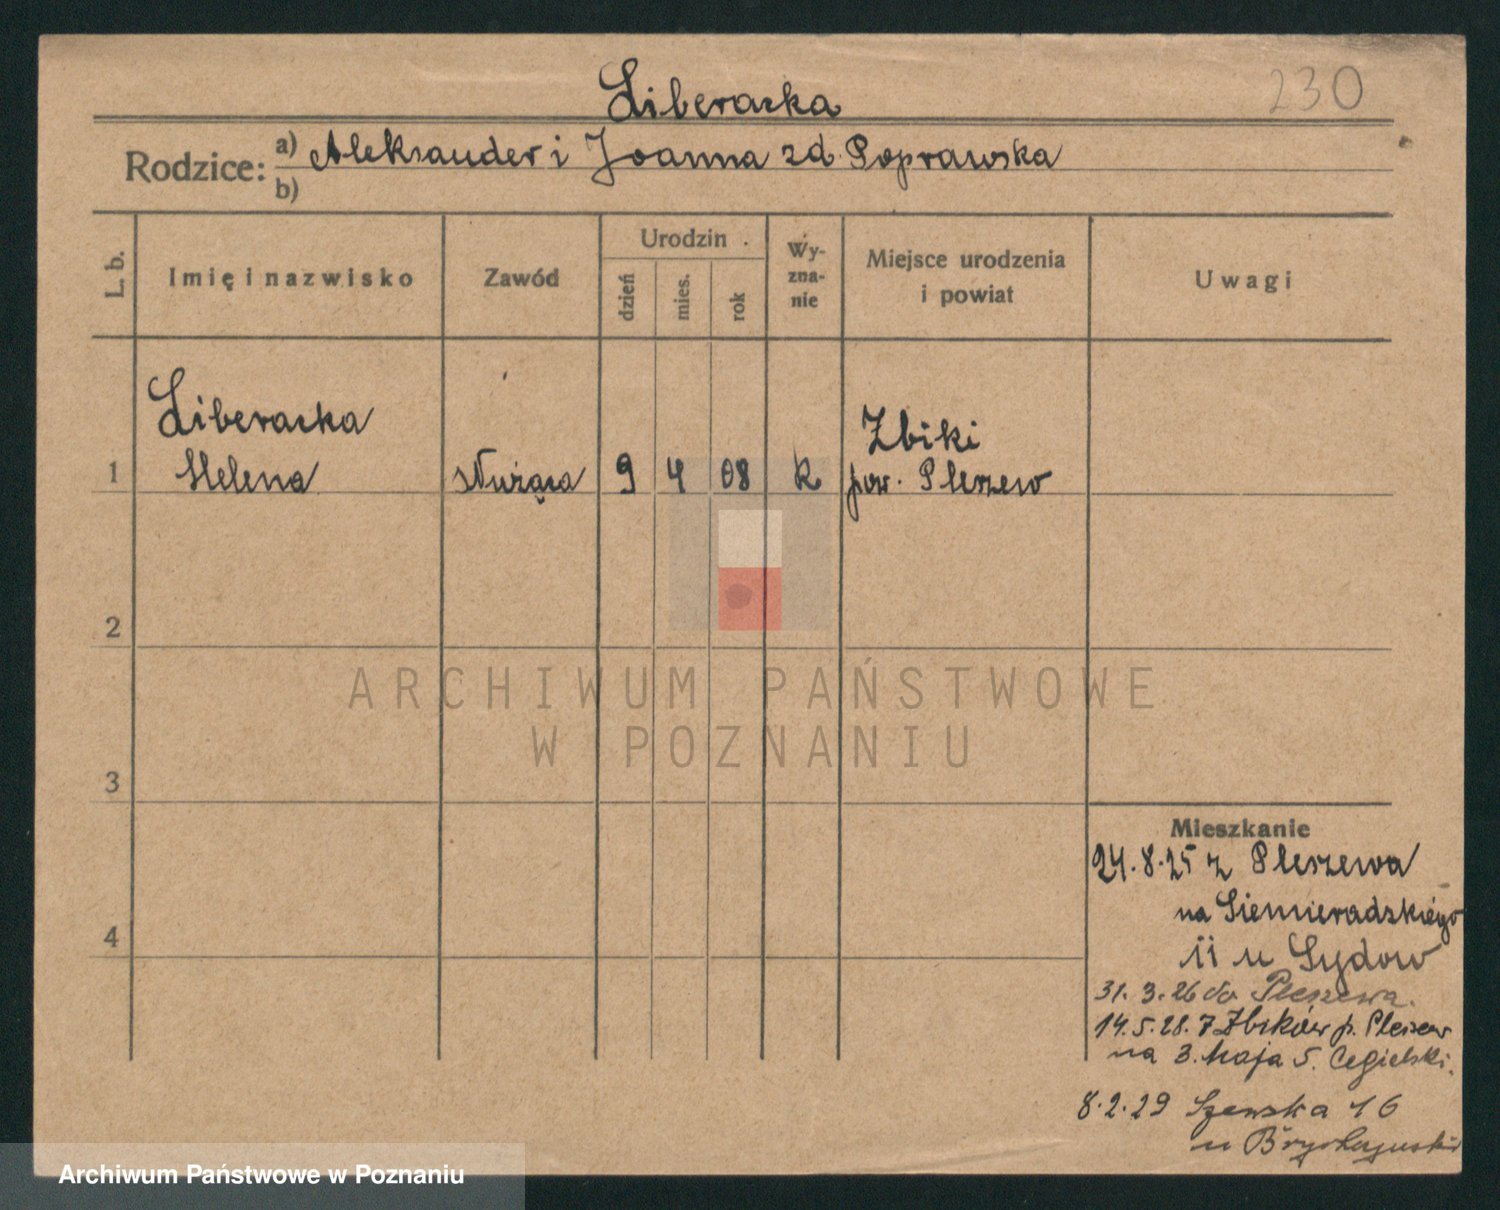 230
Liberacka
Rodzice: a) Aleksander i Joanna zd. Poprawska
b)
L. b.
Imię i nazwisko
Zawód
Urodzin
dzień
mies.
rok
Wy-
zna-
nie
Miejsce urodzenia
i powiat
Uwagi
1
Liberacka
Helena
służąca
9
4
08
k
Zbiki
pow. Pleszew
2
3
4
ARCHIWUM PAŃSTWOWE
W POZNANIU
Mieszkanie
24.8.25 z Pleszewa
na Siemieradzkiego
11 u Sydow
31.3.26 do Pleszewa.
14.5.28. z Zbików p. Pleszew
na 3. Maja 5. Cegielski.
8.2.29 Szewska 16
u
Archiwum Państwowe w Poznaniu